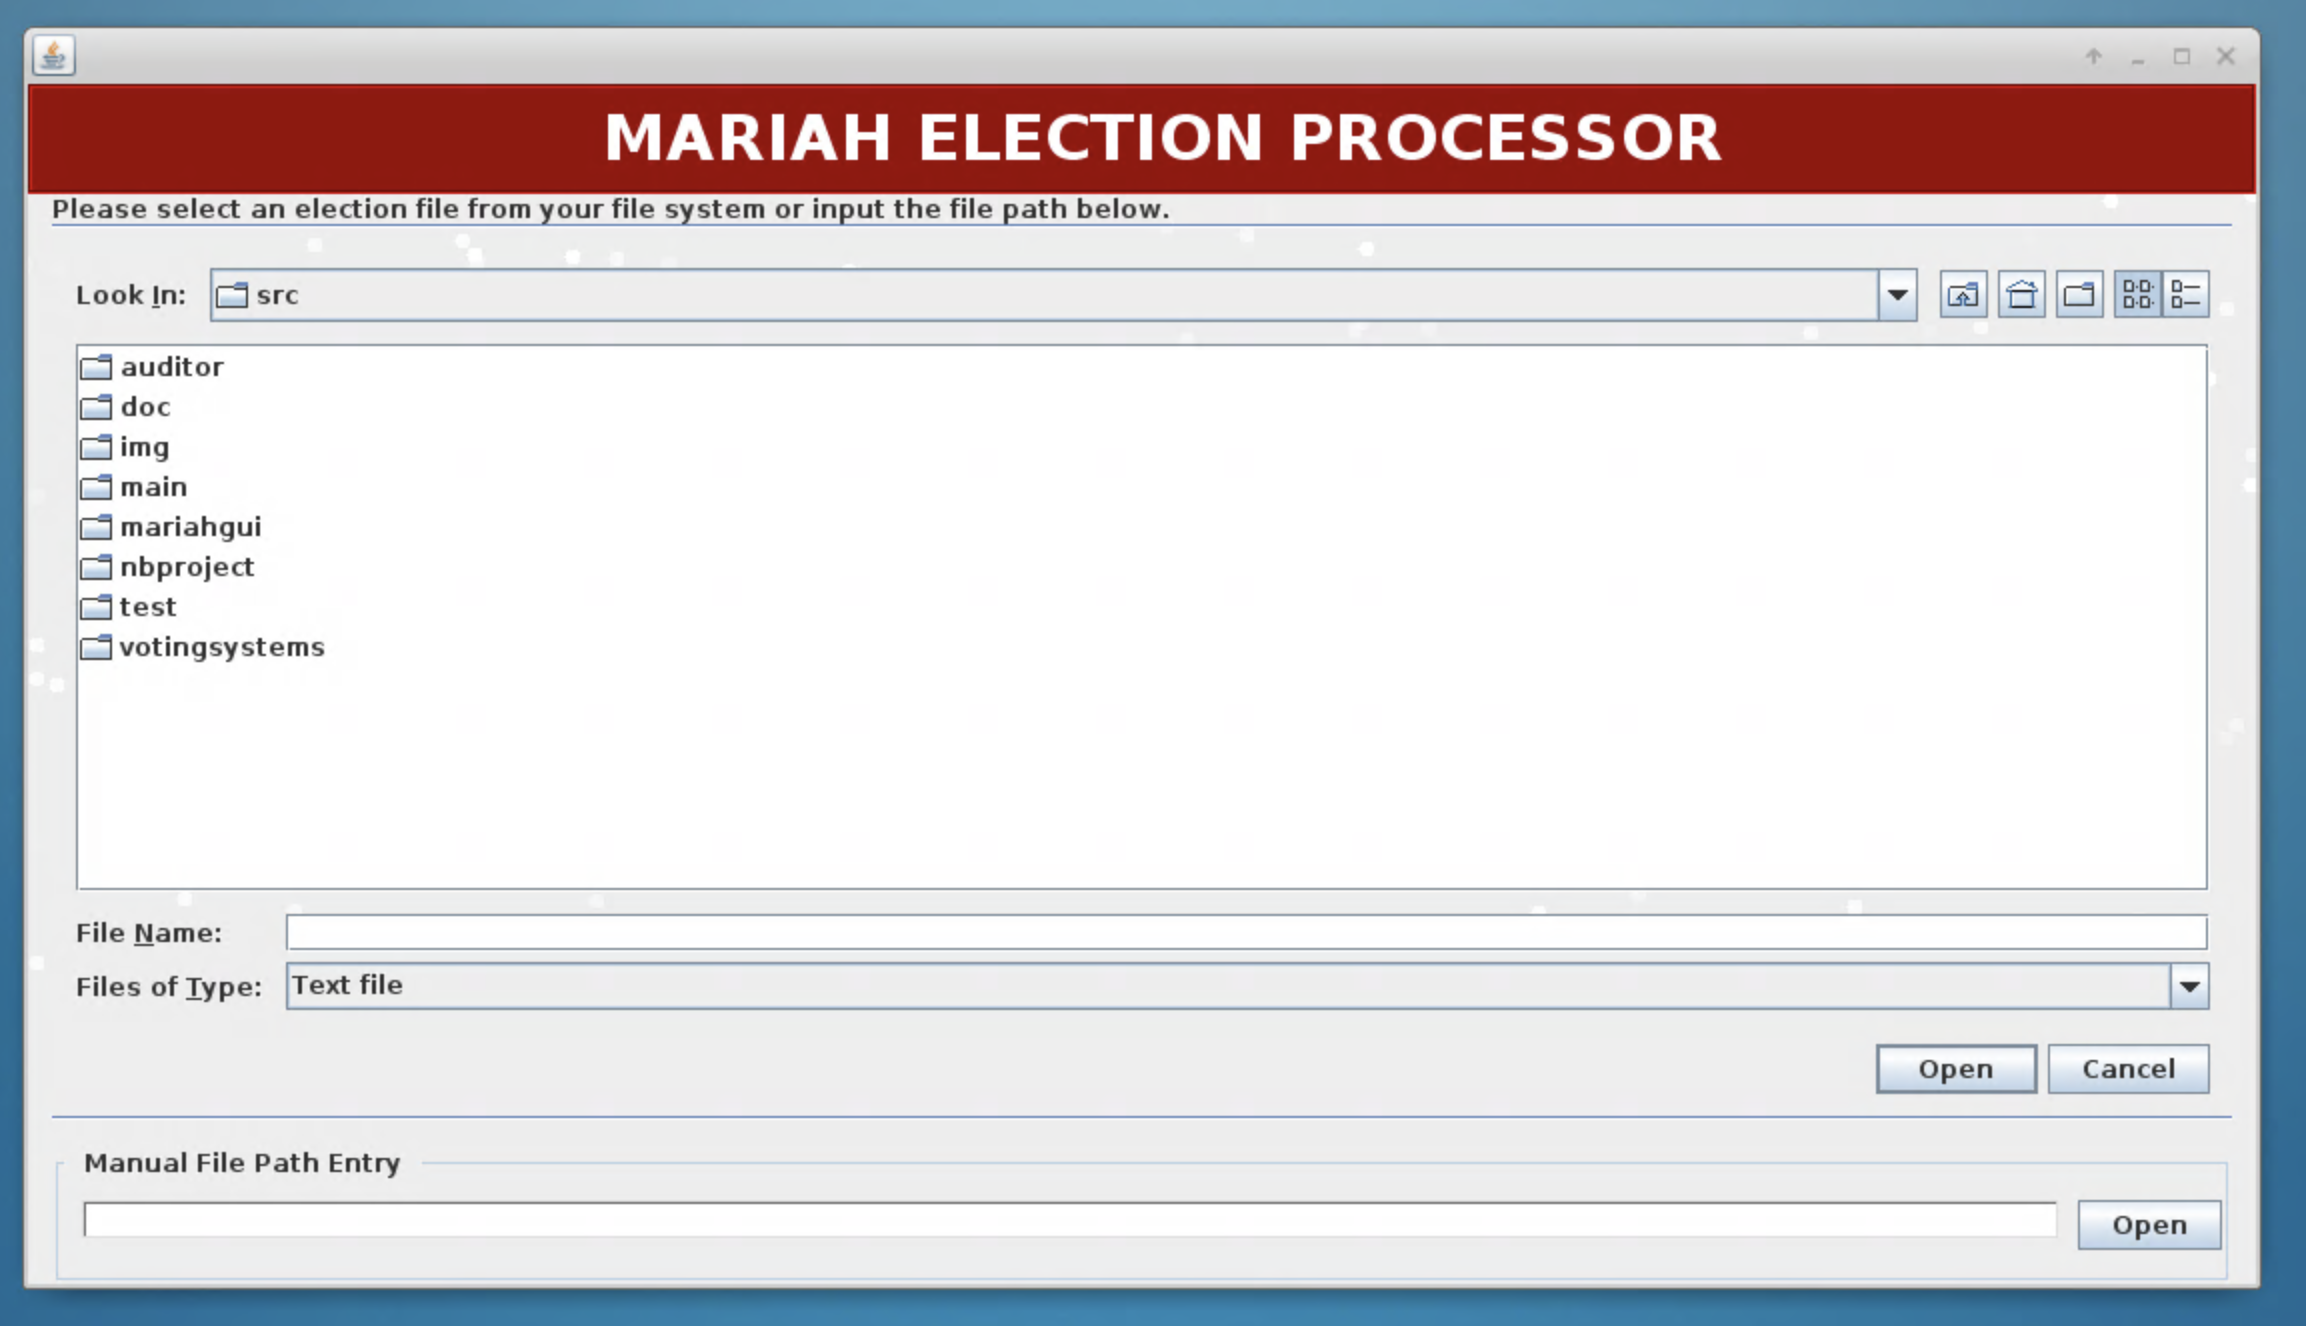 MARIAH ELECTION PROCESSOR
Please select an election file from your file system or input the file path below.
Look In: src
auditor
doc
img
main
mariahgui
nbproject
test
votingsystems
File Name:
Files of Type: Text file
Open Cancel
Manual File Path Entry
Open